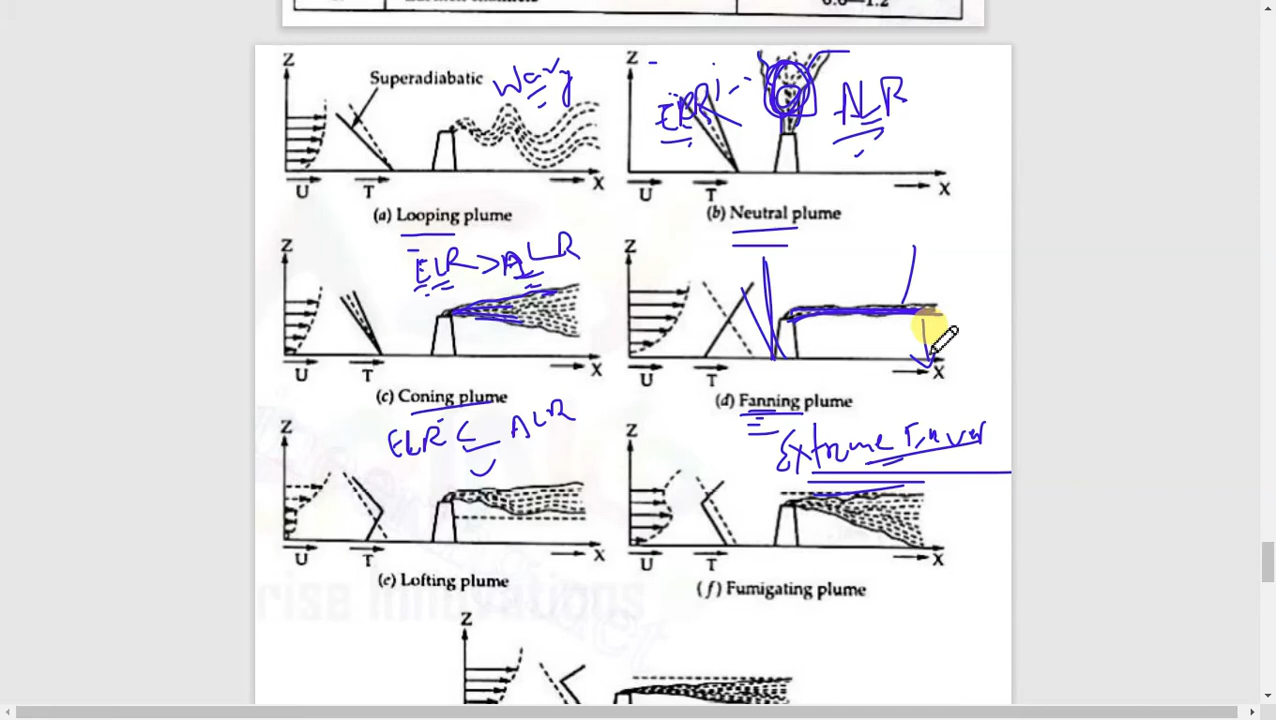 Z
Superadiabatic
Wavy
U
T
X
(a) Looping plume
Z
ELR
ALR
U
T
X
(b) Neutral plume
Z
ELR > ALR
U
T
X
(c) Coning plume
Z
U
T
X
(d) Fanning plume
Z
ELR < ALR
U
T
X
(e) Lofting plume
Extreme
Z
U
T
X
(f) Fumigating plume
Z